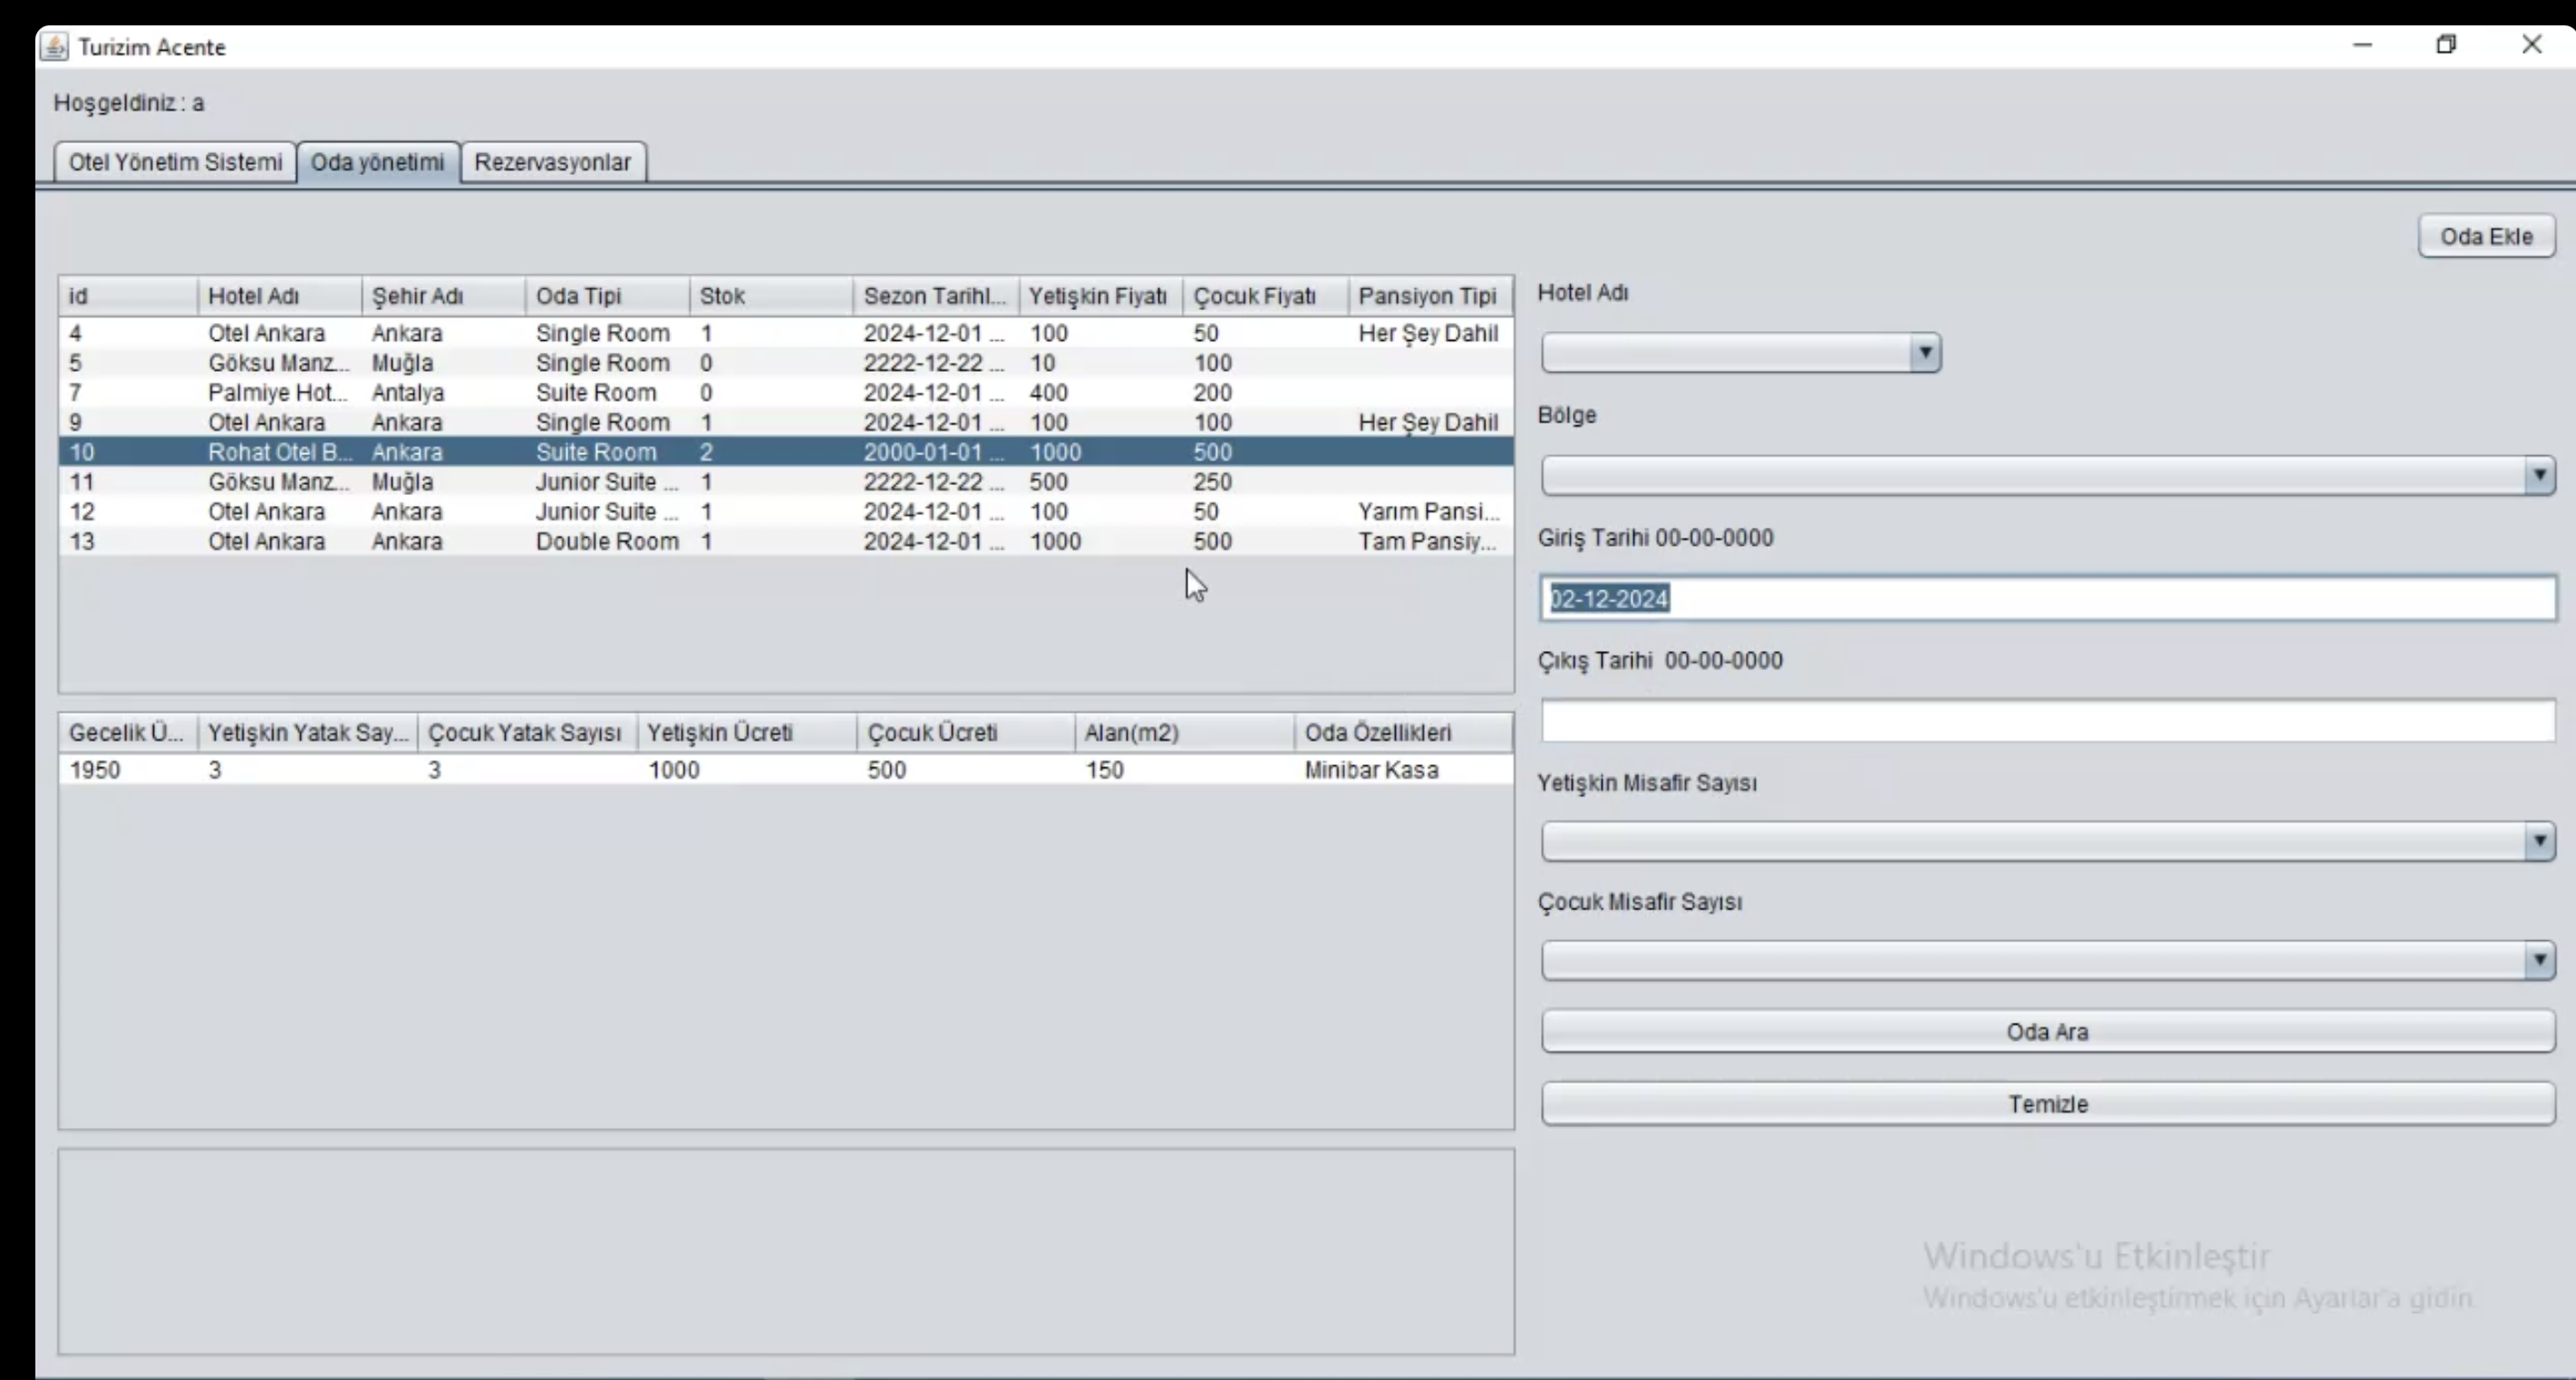 Turizim Acente
Hoşgeldiniz : a
Otel Yönetim Sistemi Oda yönetimi Rezervasyonlar
Oda Ekle
id Hotel Adı Şehir Adı Oda Tipi Stok Sezon Tarihl... Yetişkin Fiyatı Çocuk Fiyatı Pansiyon Tipi
4 Otel Ankara Ankara Single Room 1 2024-12-01 ... 100 50 Her Şey Dahil
5 Göksu Manz... Muğla Single Room 0 2222-12-22 ... 10 100
7 Palmiye Hot... Antalya Suite Room 0 2024-12-01 ... 400 200
9 Otel Ankara Ankara Single Room 1 2024-12-01 ... 100 100 Her Şey Dahil
10 Rohat Otel B... Ankara Suite Room 2 2000-01-01 ... 1000 500
11 Göksu Manz... Muğla Junior Suite ... 1 2222-12-22 ... 500 250
12 Otel Ankara Ankara Junior Suite ... 1 2024-12-01 ... 100 50 Yarım Pansi...
13 Otel Ankara Ankara Double Room 1 2024-12-01 ... 1000 500 Tam Pansiy...
Gecelik Ü... Yetişkin Yatak Say... Çocuk Yatak Sayısı Yetişkin Ücreti Çocuk Ücreti Alan(m2) Oda Özellikleri
1950 3 3 1000 500 150 Minibar Kasa
Hotel Adı
Bölge
Giriş Tarihi 00-00-0000
02-12-2024
Çıkış Tarihi 00-00-0000
Yetişkin Misafir Sayısı
Çocuk Misafir Sayısı
Oda Ara
Temizle
Windows'u Etkinleştir
Windows'u etkinleştirmek için Ayarlar'a gidin.